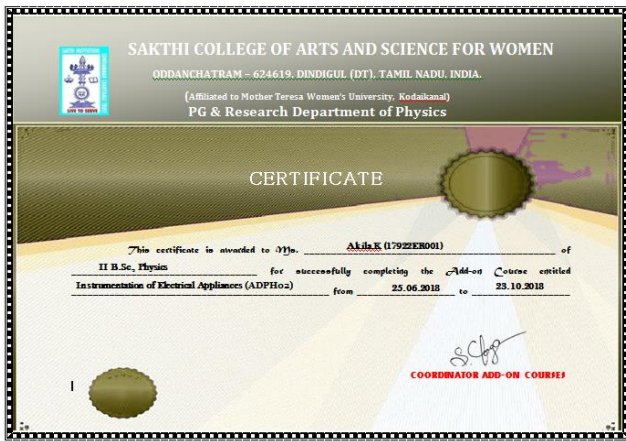 SAKTHI COLLEGE OF ARTS AND SCIENCE FOR WOMEN
ODDANCHATRAM – 624619. DINDIGUL (DT), TAMIL NADU. INDIA.
(Affiliated to Mother Teresa Women's University, Kodaikanal)
PG & Research Department of Physics
LIVE TO SERVE
CERTIFICATE
This certificate is awarded to Ms. Akila.K (17922ER001) of
II B.Sc, Physics for successfully completing the Add-on Course entitled
Instrumentation of Electrical Appliances (ADPH02) from 25.06.2018 to 23.10.2018
COORDINATOR ADD-ON COURSES